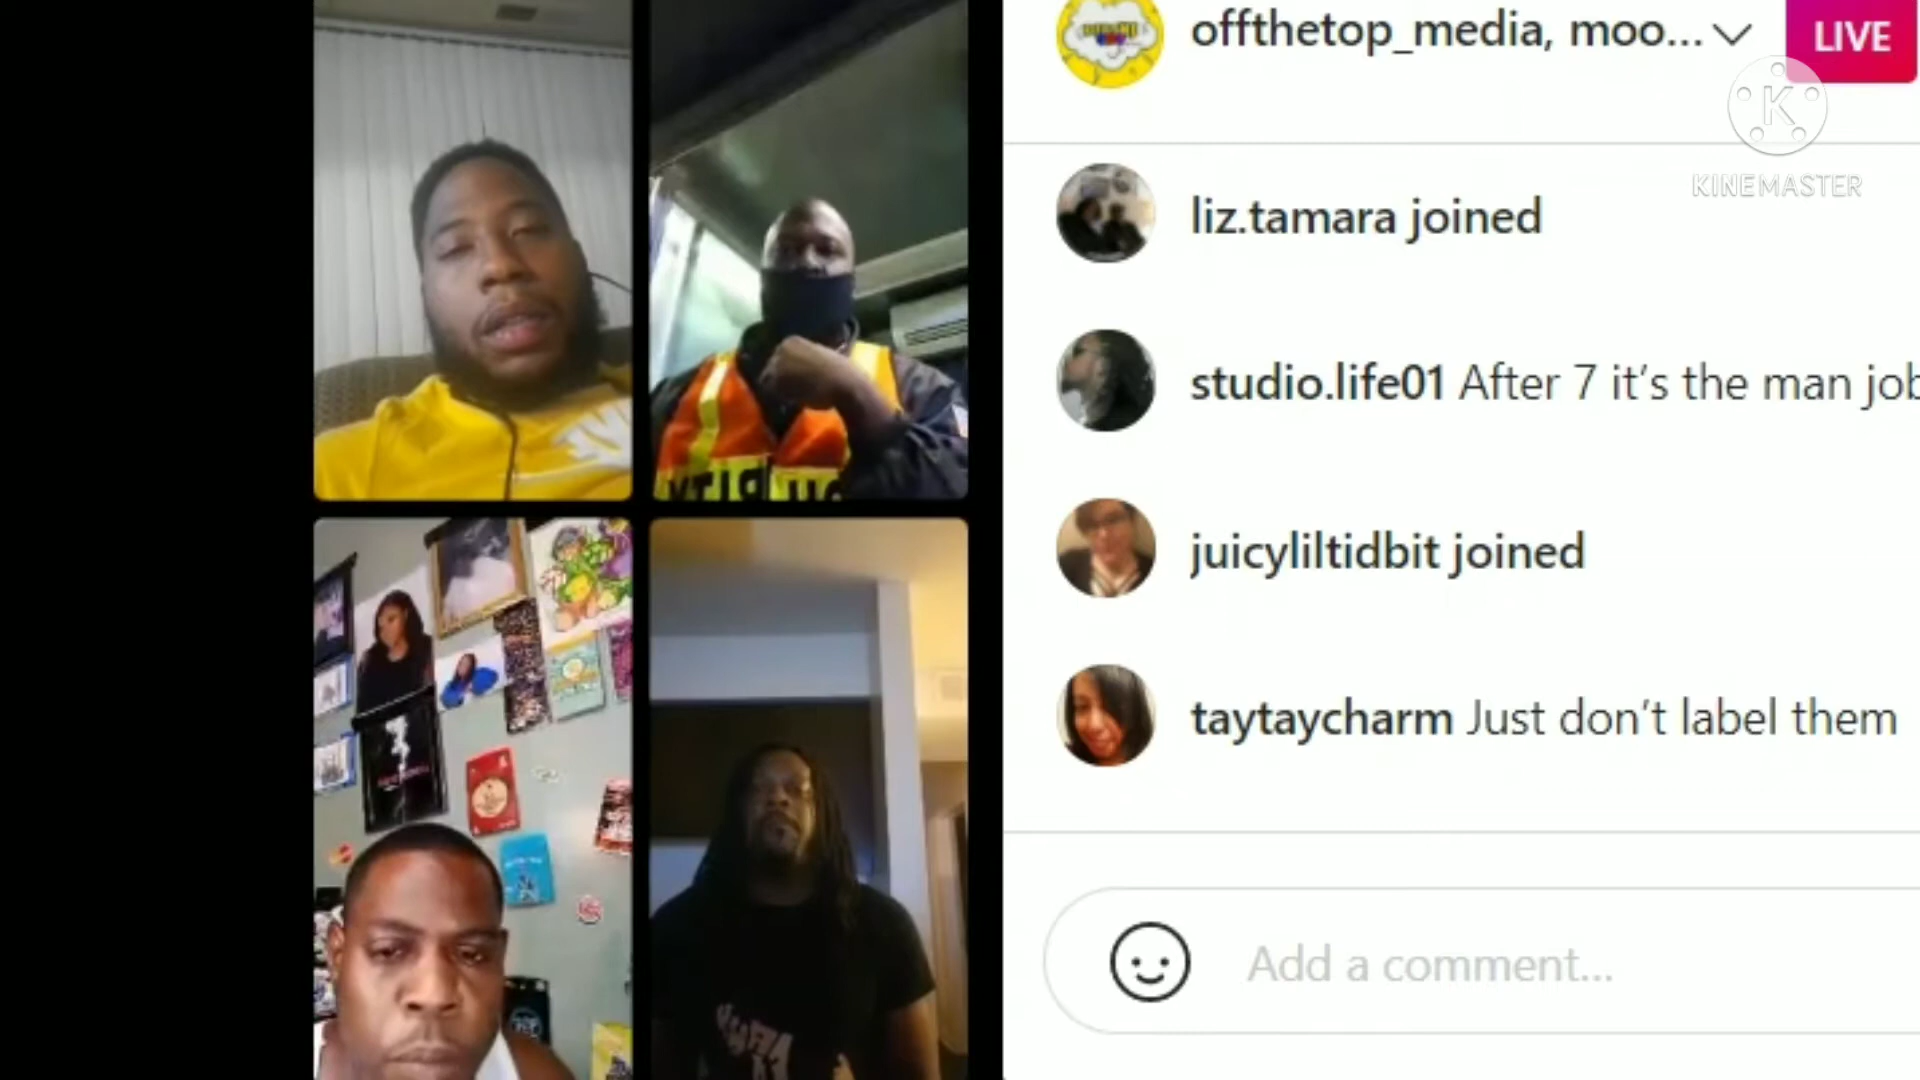 offthetop_media, moo...
LIVE
KINEMASTER
liz.tamara joined
studio.life01 After 7 it's the man job
juicyliltidbit joined
taytaycharm Just don't label them
Add a comment...